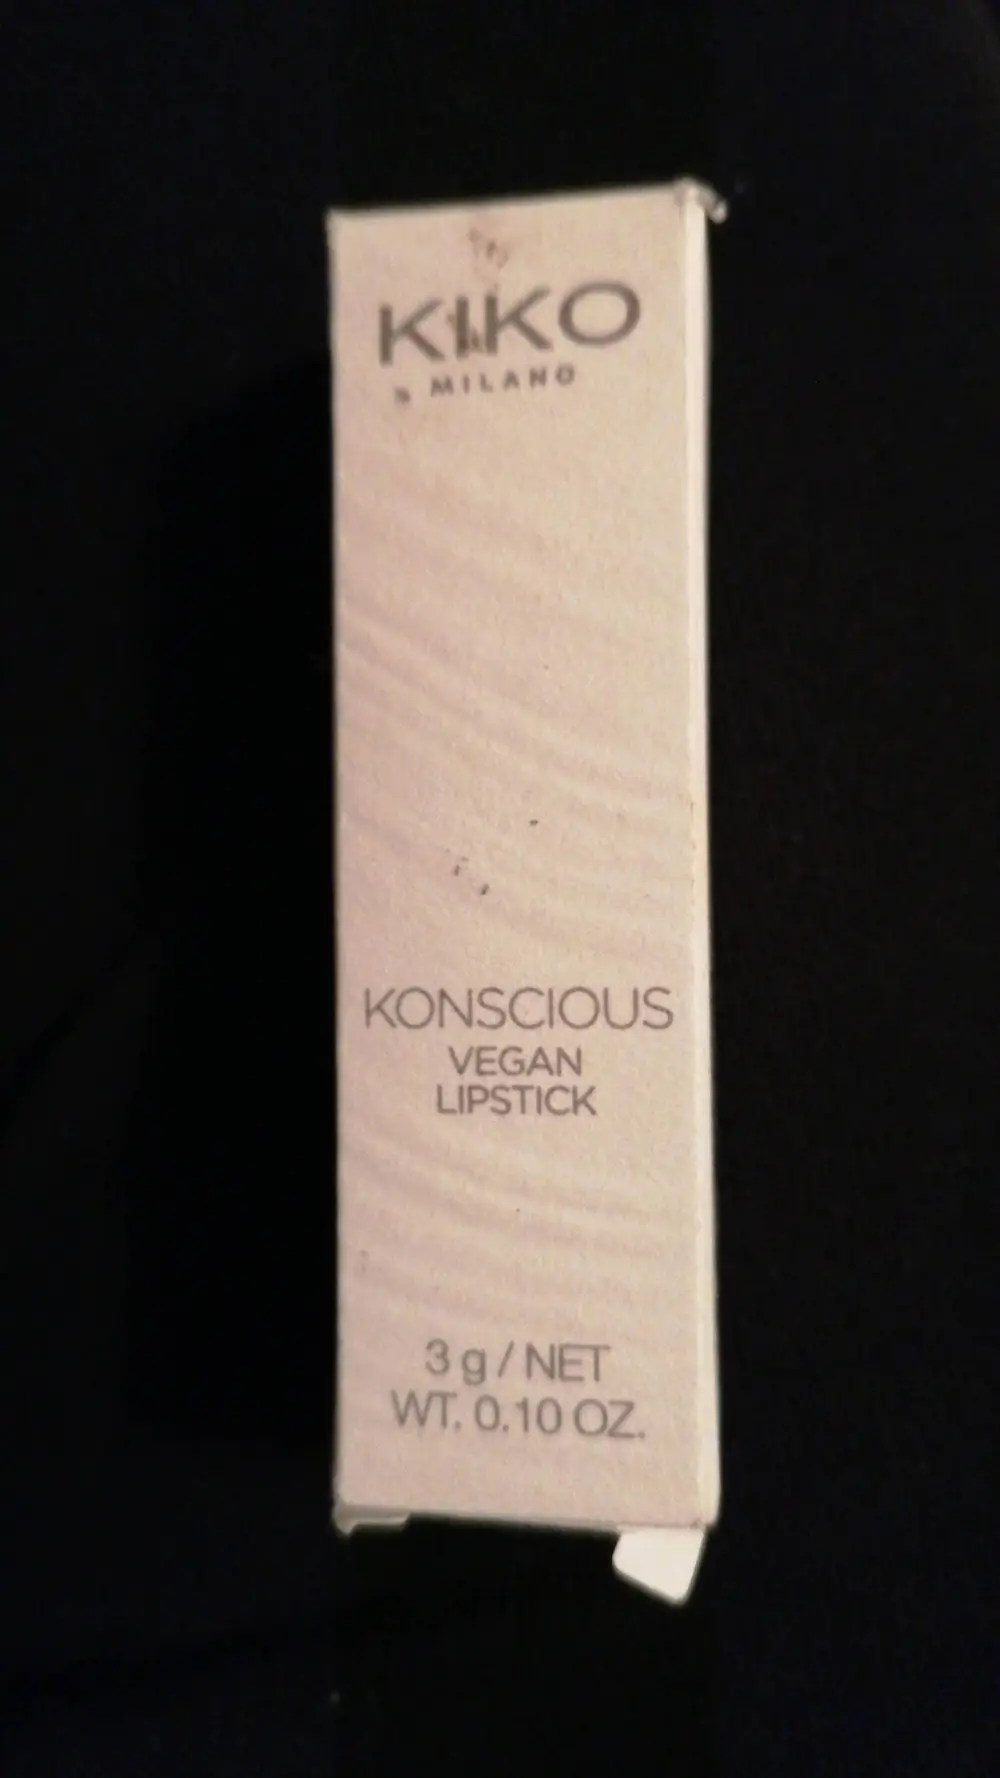 KIKO
MILANO
KONSCIOUS
VEGAN
LIPSTICK
3 g / NET
WT. 0.10 OZ.